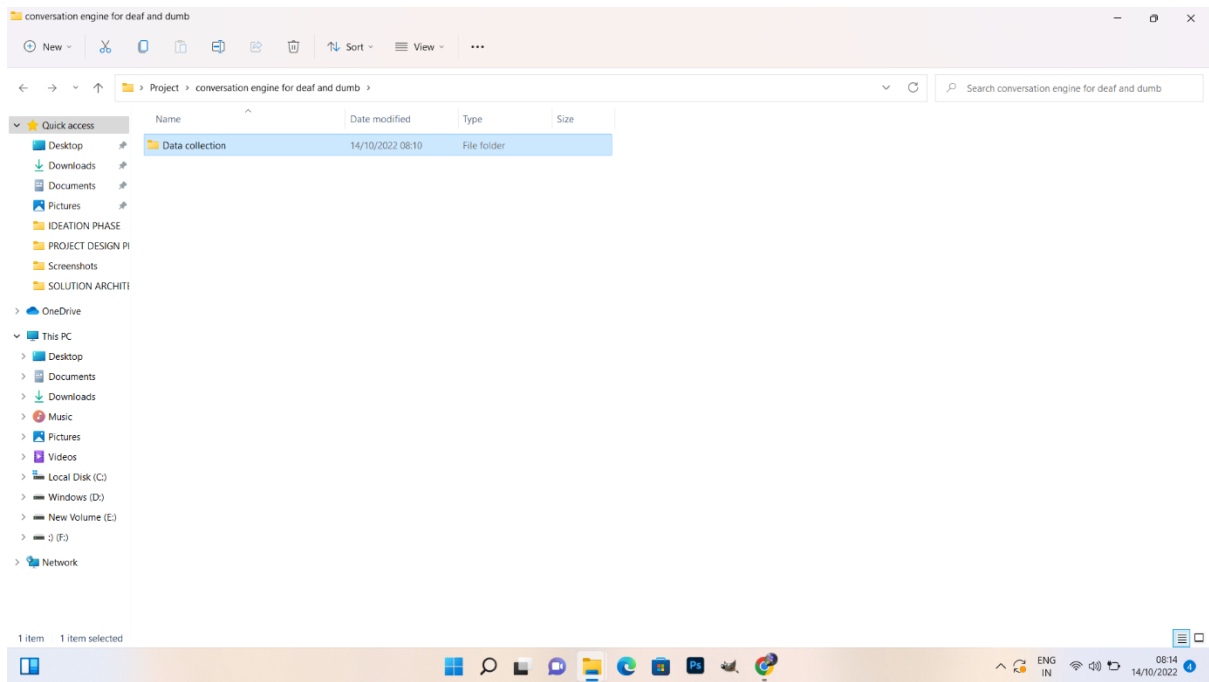 conversation engine for deaf and dumb
New
Sort
View
Project > conversation engine for deaf and dumb >
Search conversation engine for deaf and dumb
Name Date modified Type Size
Data collection 14/10/2022 08:10 File folder
Quick access
Desktop
Downloads
Documents
Pictures
IDEATION PHASE
PROJECT DESIGN P
Screenshots
SOLUTION ARCHIT
OneDrive
This PC
Desktop
Documents
Downloads
Music
Pictures
Videos
Local Disk (C:)
Windows (D:)
New Volume (E:)
:) (F:)
Network
1 item 1 item selected
Ps
ENG
IN
08:14
14/10/2022
4